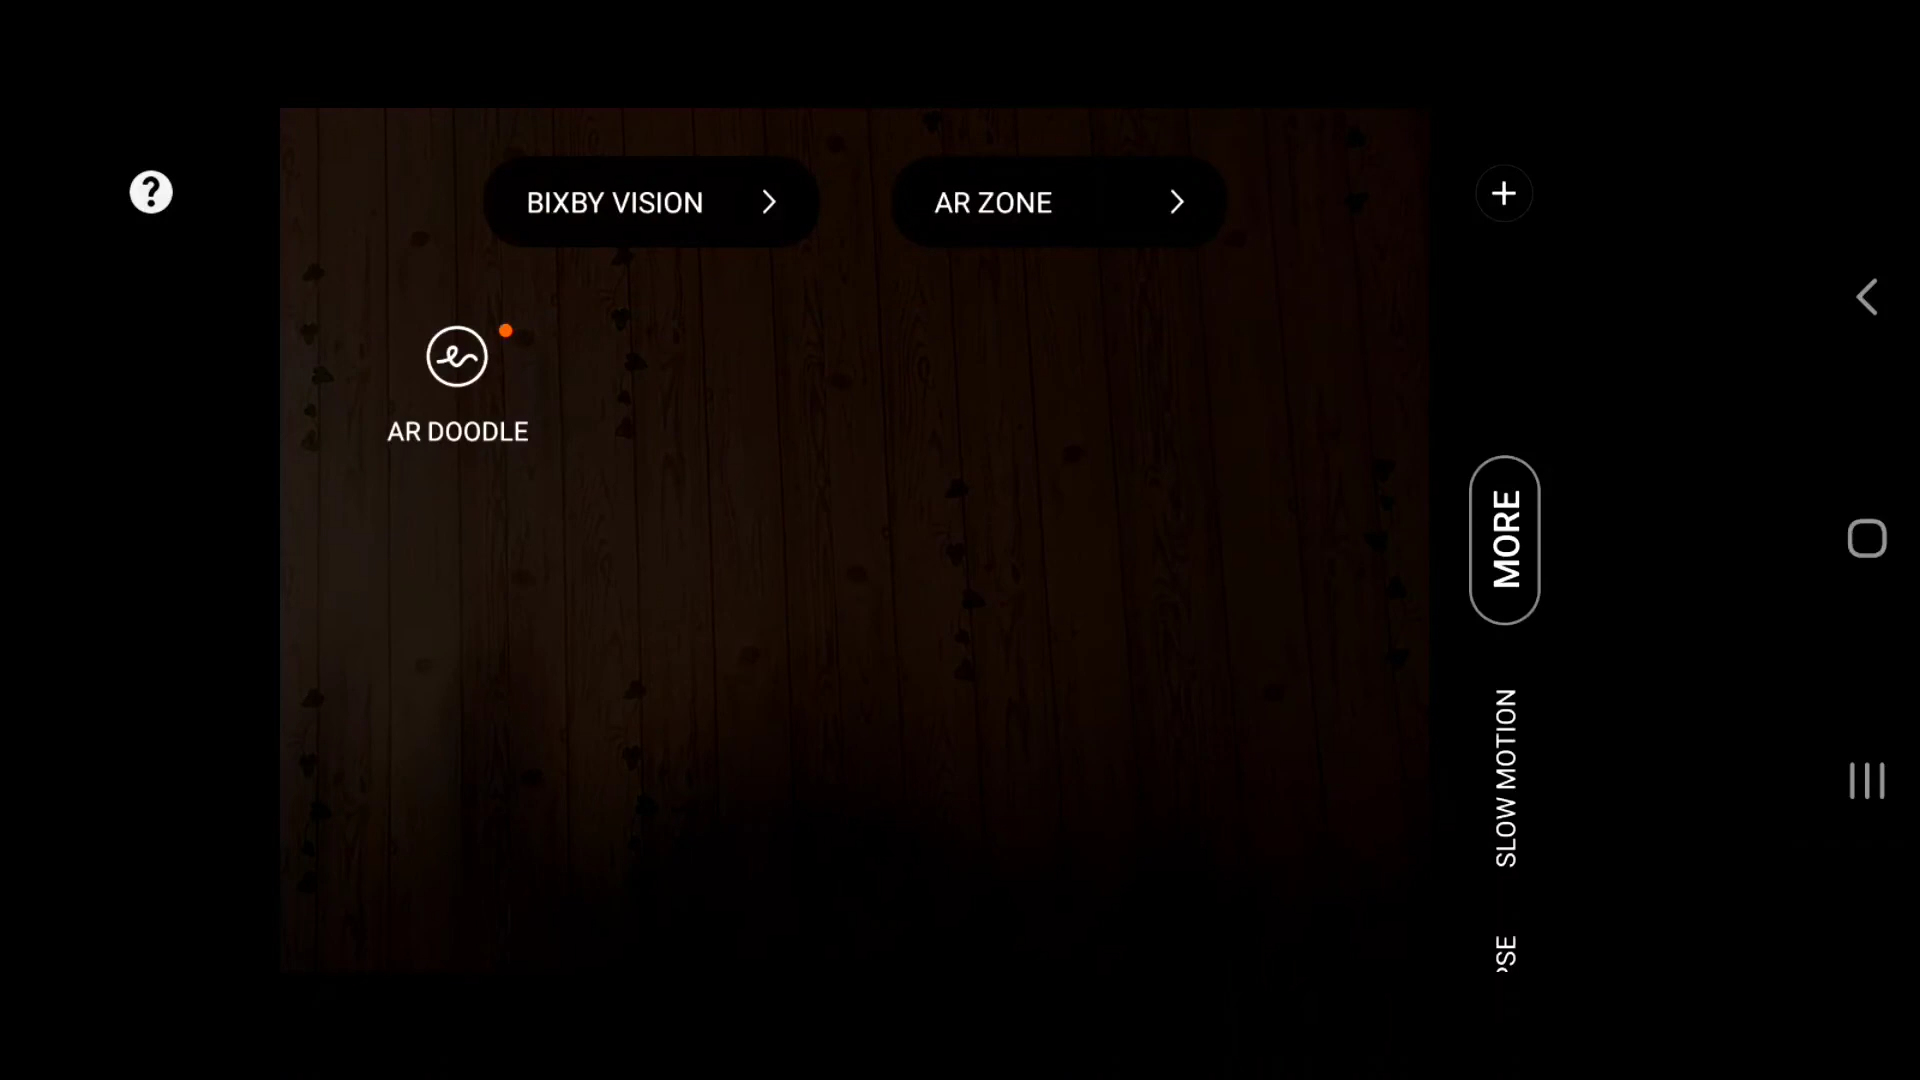 BIXBY VISION
AR ZONE
AR DOODLE
MORE
SLOW MOTION